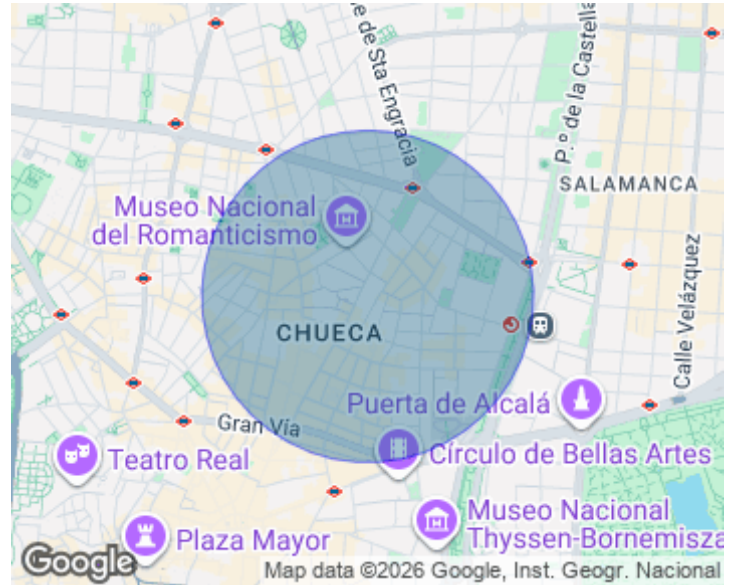 e de Sta Engracia
P.º de la Castell
SALAMANCA
Museo Nacional
del Romanticismo
Calle Velázquez
CHUECA
Puerta de Alcalá
Gran Vía
Teatro Real
Círculo de Bellas Artes
Museo Nacional
Thyssen-Bornemisza
Plaza Mayor
Google
Map data ©2026 Google, Inst. Geogr. Nacional